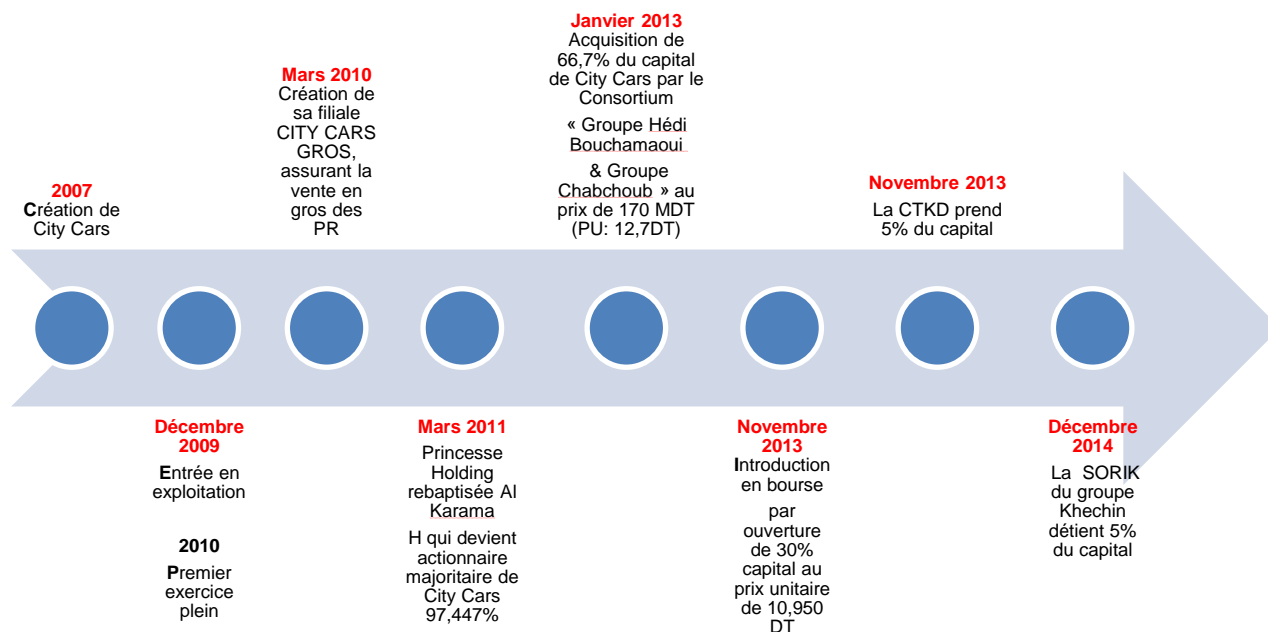 2007
Création de
City Cars
Décembre
2009
Entrée en
exploitation
2010
Premier
exercice
plein
Mars 2010
Création de
sa filiale
CITY CARS
GROS,
assurant la
vente en
gros des
PR
Mars 2011
Princesse
Holding
rebaptisée Al
Karama
H qui devient
actionnaire
majoritaire de
City Cars
97,447%
Janvier 2013
Acquisition de
66,7% du capital
de City Cars par le
Consortium
« Groupe Hédi
Bouchamaoui
& Groupe
Chabchoub » au
prix de 170 MDT
(PU: 12,7DT)
Novembre
2013
Introduction
en bourse
par
ouverture
de 30%
capital au
prix unitaire
de 10,950
DT
Novembre 2013
La CTKD prend
5% du capital
Décembre
2014
La SORIK
du groupe
Khechin
détient 5%
du capital